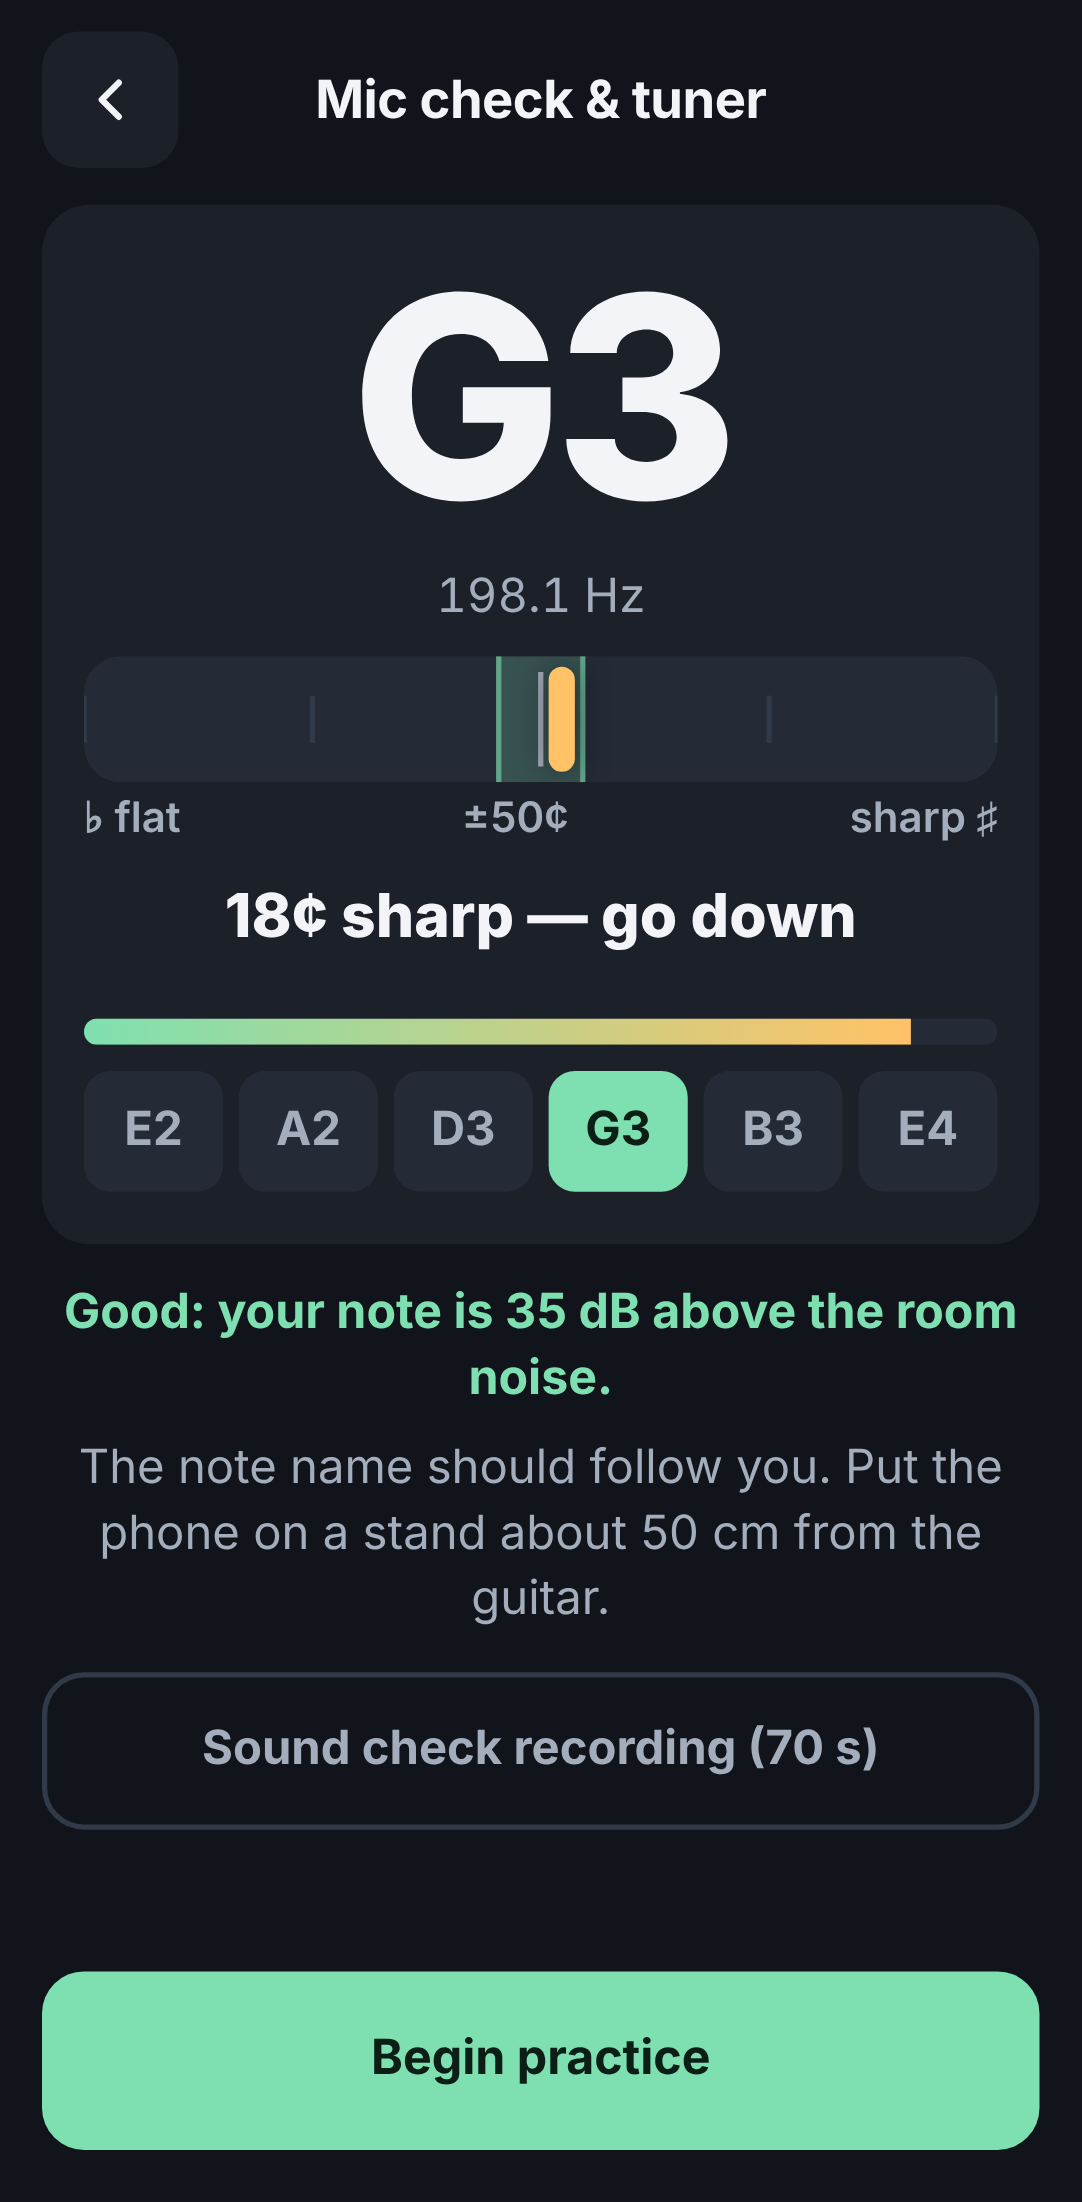 Mic check & tuner
G3
198.1 Hz
♭ flat ±50¢ sharp ♯
18¢ sharp — go down
E2 A2 D3 G3 B3 E4
Good: your note is 35 dB above the room
noise.
The note name should follow you. Put the
phone on a stand about 50 cm from the
guitar.
Sound check recording (70 s)
Begin practice